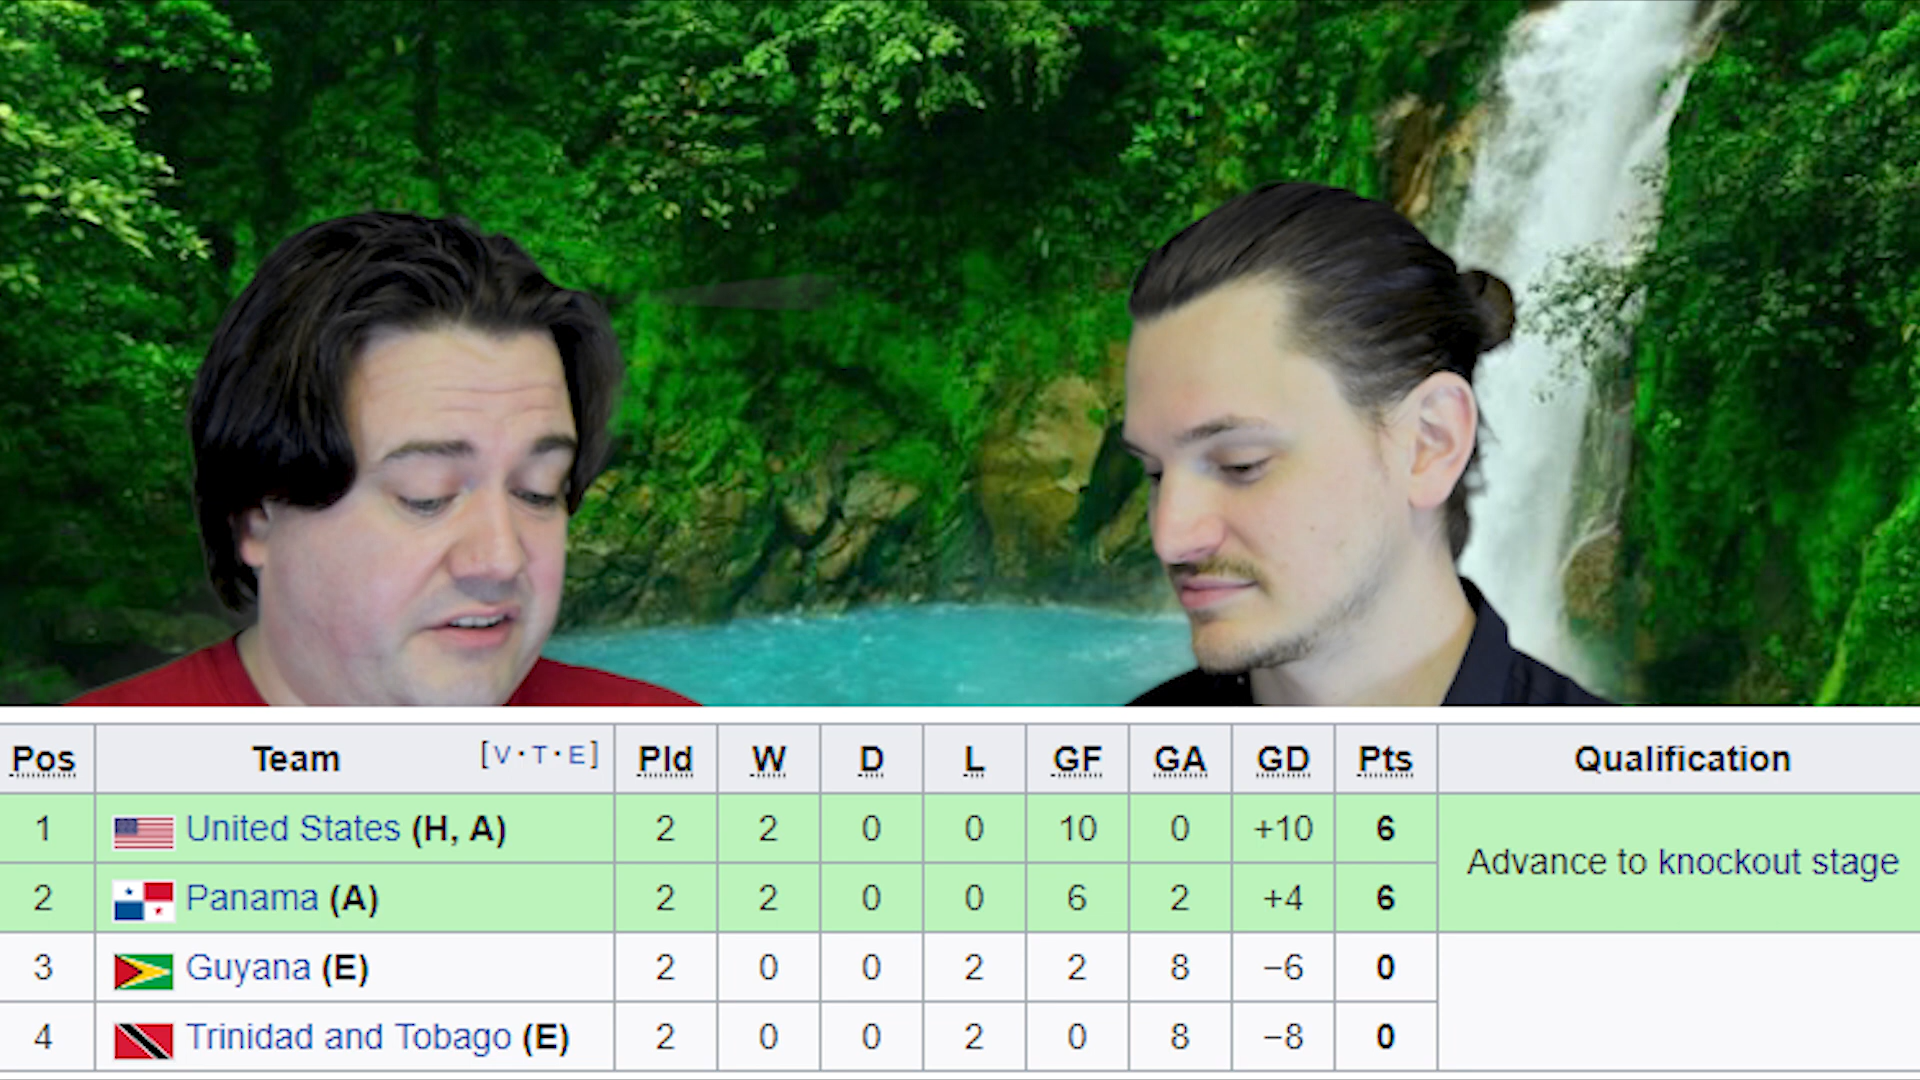 Pos Team [V · T · E] Pld W D L GF GA GD Pts Qualification
1 United States (H, A) 2 2 0 0 10 0 +10 6 Advance to knockout stage
2 Panama (A) 2 2 0 0 6 2 +4 6
3 Guyana (E) 2 0 0 2 2 8 −6 0
4 Trinidad and Tobago (E) 2 0 0 2 0 8 −8 0